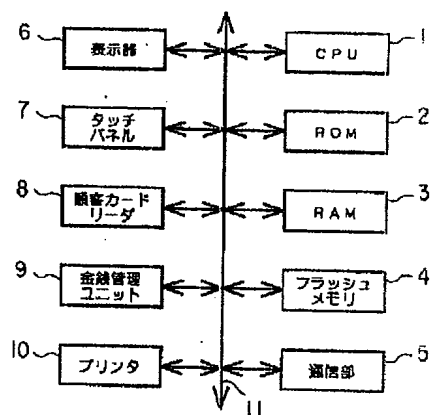 6
表示器
1
CPU
7
タッチ
パネル
2
ROM
8
顧客カード
リーダ
3
RAM
9
金銭管理
ユニット
4
フラッシュ
メモリ
10
プリンタ
5
通信部
11